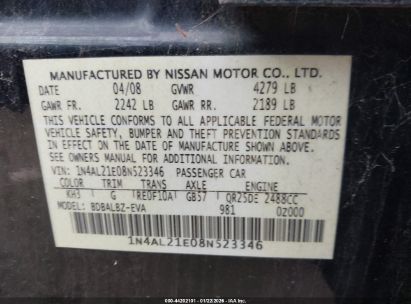 MANUFACTURED BY NISSAN MOTOR CO., LTD.
DATE 04/08 GVWR 4279 LB
GAWR FR. 2242 LB GAWR RR. 2189 LB
THIS VEHICLE CONFORMS TO ALL APPLICABLE FEDERAL MOTOR
VEHICLE SAFETY, BUMPER AND THEFT PREVENTION STANDARDS
IN EFFECT ON THE DATE OF MANUFACTURE SHOWN ABOVE.
SEE OWNERS MANUAL FOR ADDITIONAL INFORMATION
VIN: 1N4AL21E08N523346 PASSENGER CAR
COLOR TRIM TRANS AXLE ENGINE
KH3 G RE0F10A GB57 QR25DE 2488CC
MODEL: BDBALBZ-EVA 981 0Z000
1N4AL21E08N523346
000-44202101 - 01/22/2026 - IAA